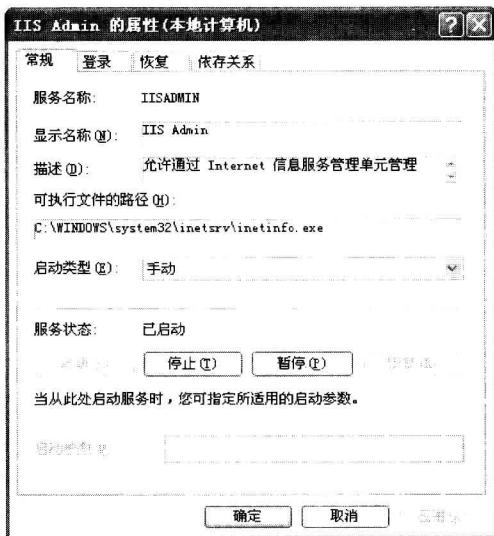 IIS Admin 的属性(本地计算机)
常规 登录 恢复 依存关系
服务名称: IISADMIN
显示名称(N): IIS Admin
描述(D): 允许通过 Internet 信息服务管理单元管理
可执行文件的路径(H):
C:\WINDOWS\system32\inetsrv\inetinfo.exe
启动类型(E): 手动
服务状态: 已启动
停止(T) 暂停(P)
当从此处启动服务时，您可指定所适用的启动参数。
确定 取消